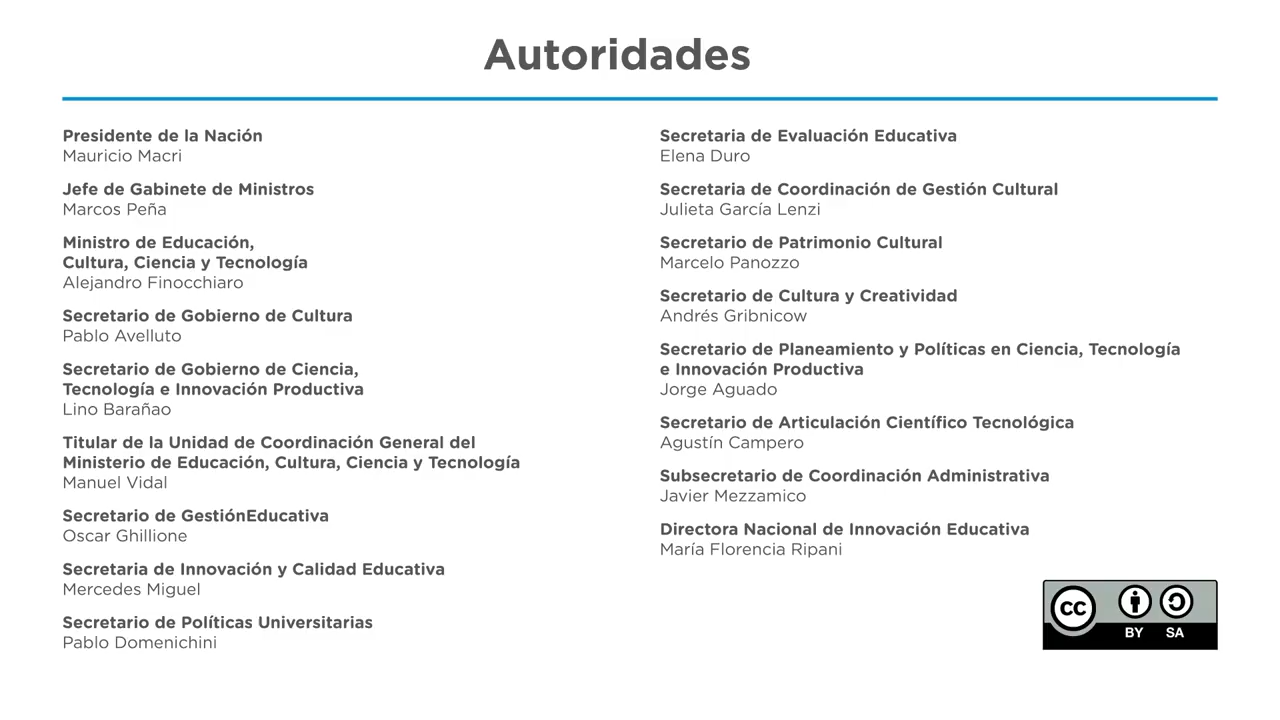 Autoridades
Presidente de la Nación
Mauricio Macri
Jefe de Gabinete de Ministros
Marcos Peña
Ministro de Educación,
Cultura, Ciencia y Tecnología
Alejandro Finocchiaro
Secretario de Gobierno de Cultura
Pablo Avelluto
Secretario de Gobierno de Ciencia,
Tecnología e Innovación Productiva
Lino Barañao
Titular de la Unidad de Coordinación General del
Ministerio de Educación, Cultura, Ciencia y Tecnología
Manuel Vidal
Secretario de GestiónEducativa
Oscar Ghillione
Secretaria de Innovación y Calidad Educativa
Mercedes Miguel
Secretario de Políticas Universitarias
Pablo Domenichini
Secretaria de Evaluación Educativa
Elena Duro
Secretaria de Coordinación de Gestión Cultural
Julieta García Lenzi
Secretario de Patrimonio Cultural
Marcelo Panozzo
Secretario de Cultura y Creatividad
Andrés Gribnicow
Secretario de Planeamiento y Políticas en Ciencia, Tecnología
e Innovación Productiva
Jorge Aguado
Secretario de Articulación Científico Tecnológica
Agustín Campero
Subsecretario de Coordinación Administrativa
Javier Mezzamico
Directora Nacional de Innovación Educativa
María Florencia Ripani
CC
BY SA